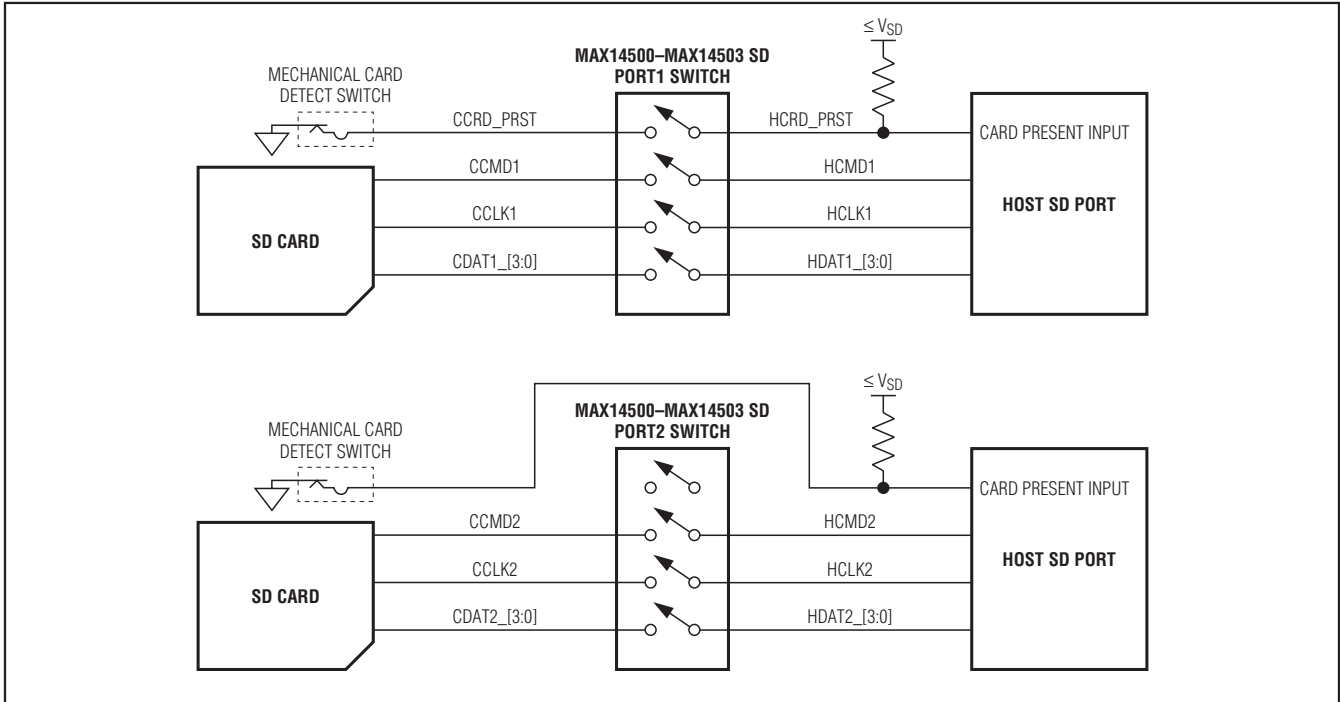 ≤ VSD
MAX14500–MAX14503 SD
PORT1 SWITCH
MECHANICAL CARD
DETECT SWITCH
CCRD_PRST
HCRD_PRST
CARD PRESENT INPUT
CCMD1
HCMD1
HOST SD PORT
CCLK1
HCLK1
SD CARD
CDAT1_[3:0]
HDAT1_[3:0]
≤ VSD
MAX14500–MAX14503 SD
PORT2 SWITCH
MECHANICAL CARD
DETECT SWITCH
CARD PRESENT INPUT
CCMD2
HCMD2
HOST SD PORT
CCLK2
HCLK2
SD CARD
CDAT2_[3:0]
HDAT2_[3:0]